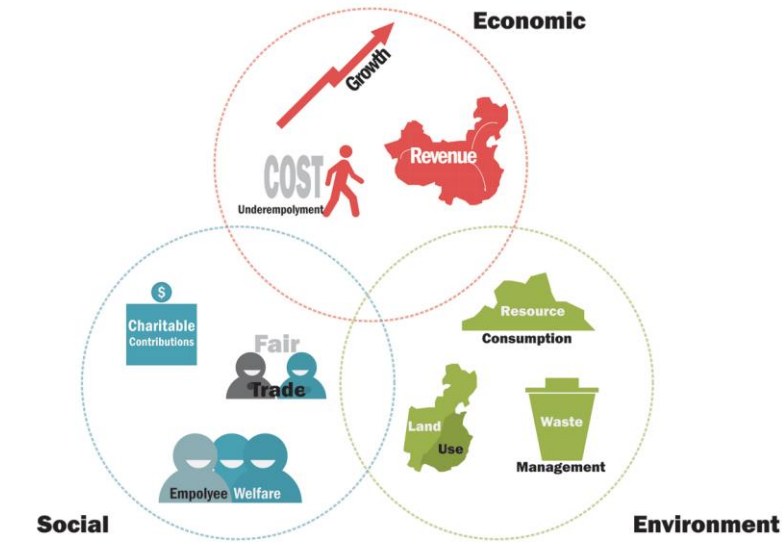 Economic
Growth
Revenue
COST
Underempolyment
$
Charitable
Contributions
Fair
Trade
Empolyee Welfare
Social
Resource
Consumption
Land
Use
Waste
Management
Environment